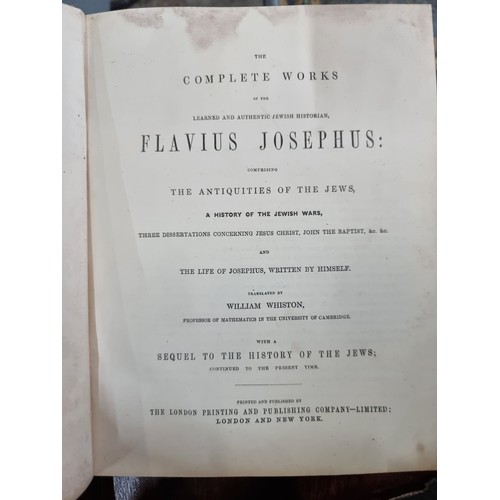 THE
COMPLETE WORKS
OF THE
LEARNED AND AUTHENTIC JEWISH HISTORIAN,
FLAVIUS JOSEPHUS:
COMPRISING
THE ANTIQUITIES OF THE JEWS,
A HISTORY OF THE JEWISH WARS,
THREE DISSERTATIONS CONCERNING JESUS CHRIST, JOHN THE BAPTIST, &c. &c.
AND
THE LIFE OF JOSEPHUS, WRITTEN BY HIMSELF.
TRANSLATED BY
WILLIAM WHISTON,
PROFESSOR OF MATHEMATICS IN THE UNIVERSITY OF CAMBRIDGE.
WITH A
SEQUEL TO THE HISTORY OF THE JEWS;
CONTINUED TO THE PRESENT TIME.
PRINTED AND PUBLISHED BY
THE LONDON PRINTING AND PUBLISHING COMPANY—LIMITED;
LONDON AND NEW YORK.